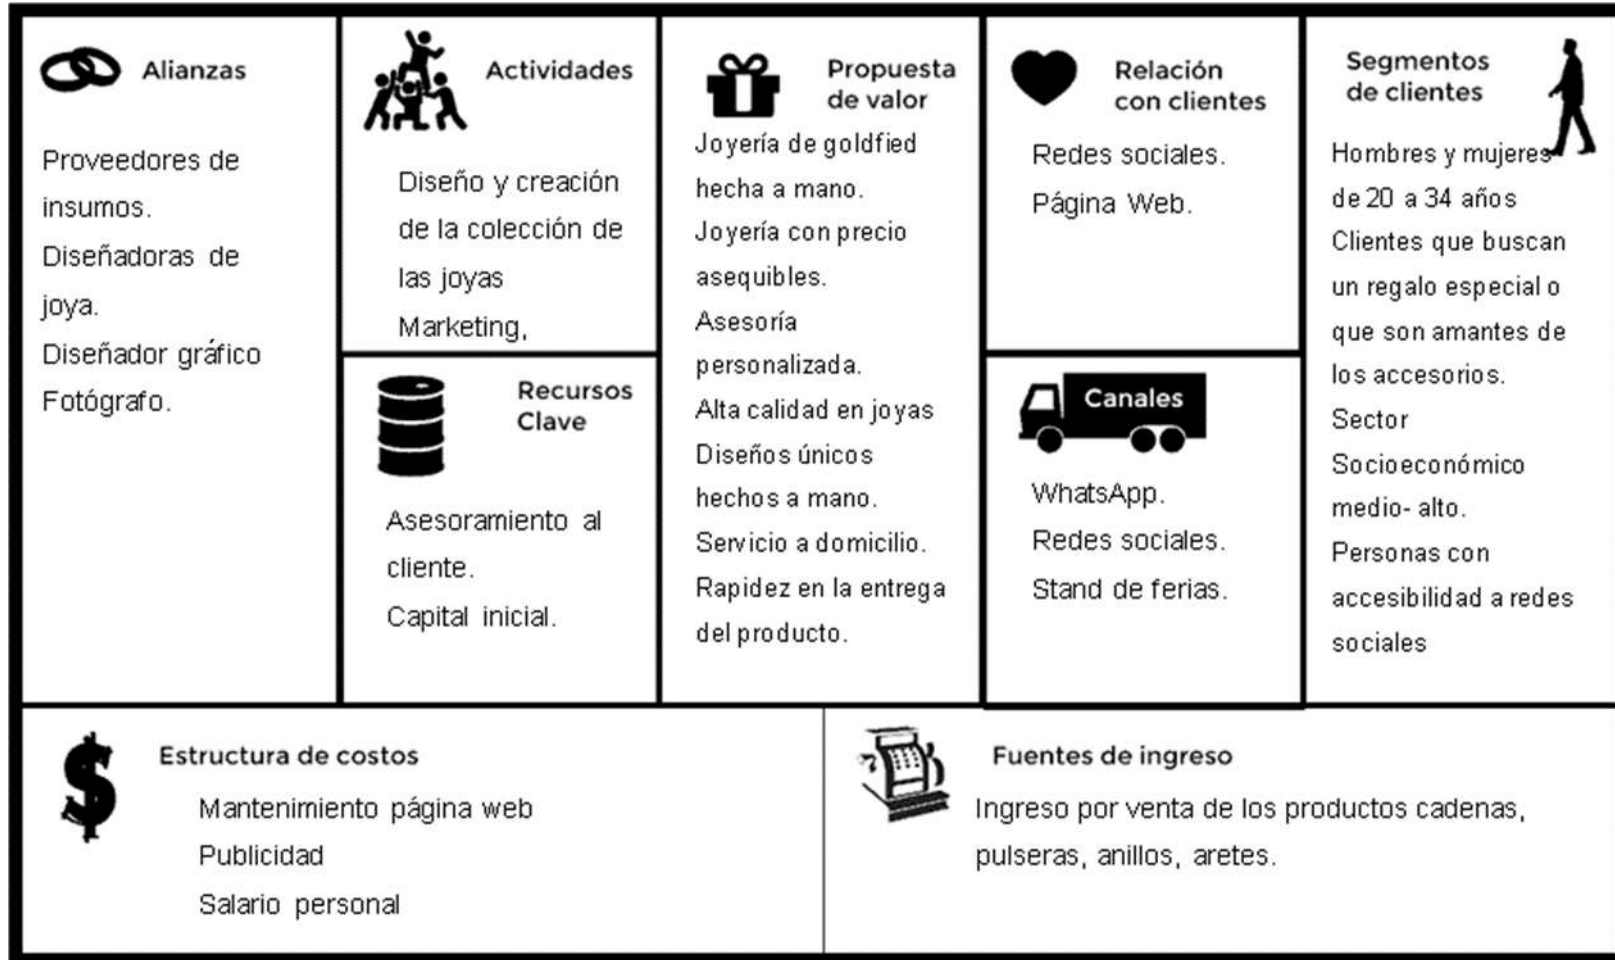 Alianzas
Proveedores de
insumos.
Diseñadoras de
joya.
Diseñador gráfico
Fotógrafo.
Actividades
Diseño y creación
de la colección de
las joyas
Marketing,
Recursos
Clave
Asesoramiento al
cliente.
Capital inicial.
Propuesta
de valor
Joyería de goldfied
hecha a mano.
Joyería con precio
asequibles.
Asesoría
personalizada.
Alta calidad en joyas
Diseños únicos
hechos a mano.
Servicio a domicilio.
Rapidez en la entrega
del producto.
Relación
con clientes
Redes sociales.
Página Web.
Canales
WhatsApp.
Redes sociales.
Stand de ferias.
Segmentos
de clientes
Hombres y mujeres
de 20 a 34 años
Clientes que buscan
un regalo especial o
que son amantes de
los accesorios.
Sector
Socioeconómico
medio- alto.
Personas con
accesibilidad a redes
sociales
Estructura de costos
Mantenimiento página web
Publicidad
Salario personal
Fuentes de ingreso
Ingreso por venta de los productos cadenas,
pulseras, anillos, aretes.